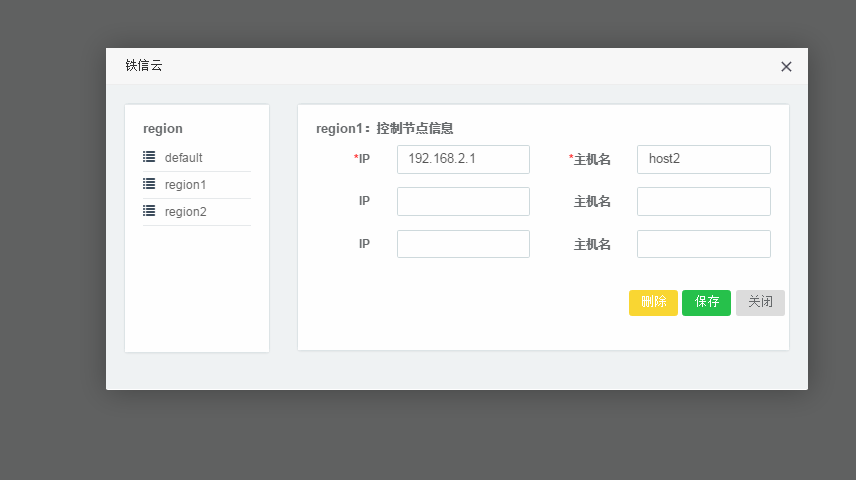 铁信云
region
default
region1
region2
region1：控制节点信息
*IP 192.168.2.1 *主机名 host2
IP 主机名
IP 主机名
删除 保存 关闭